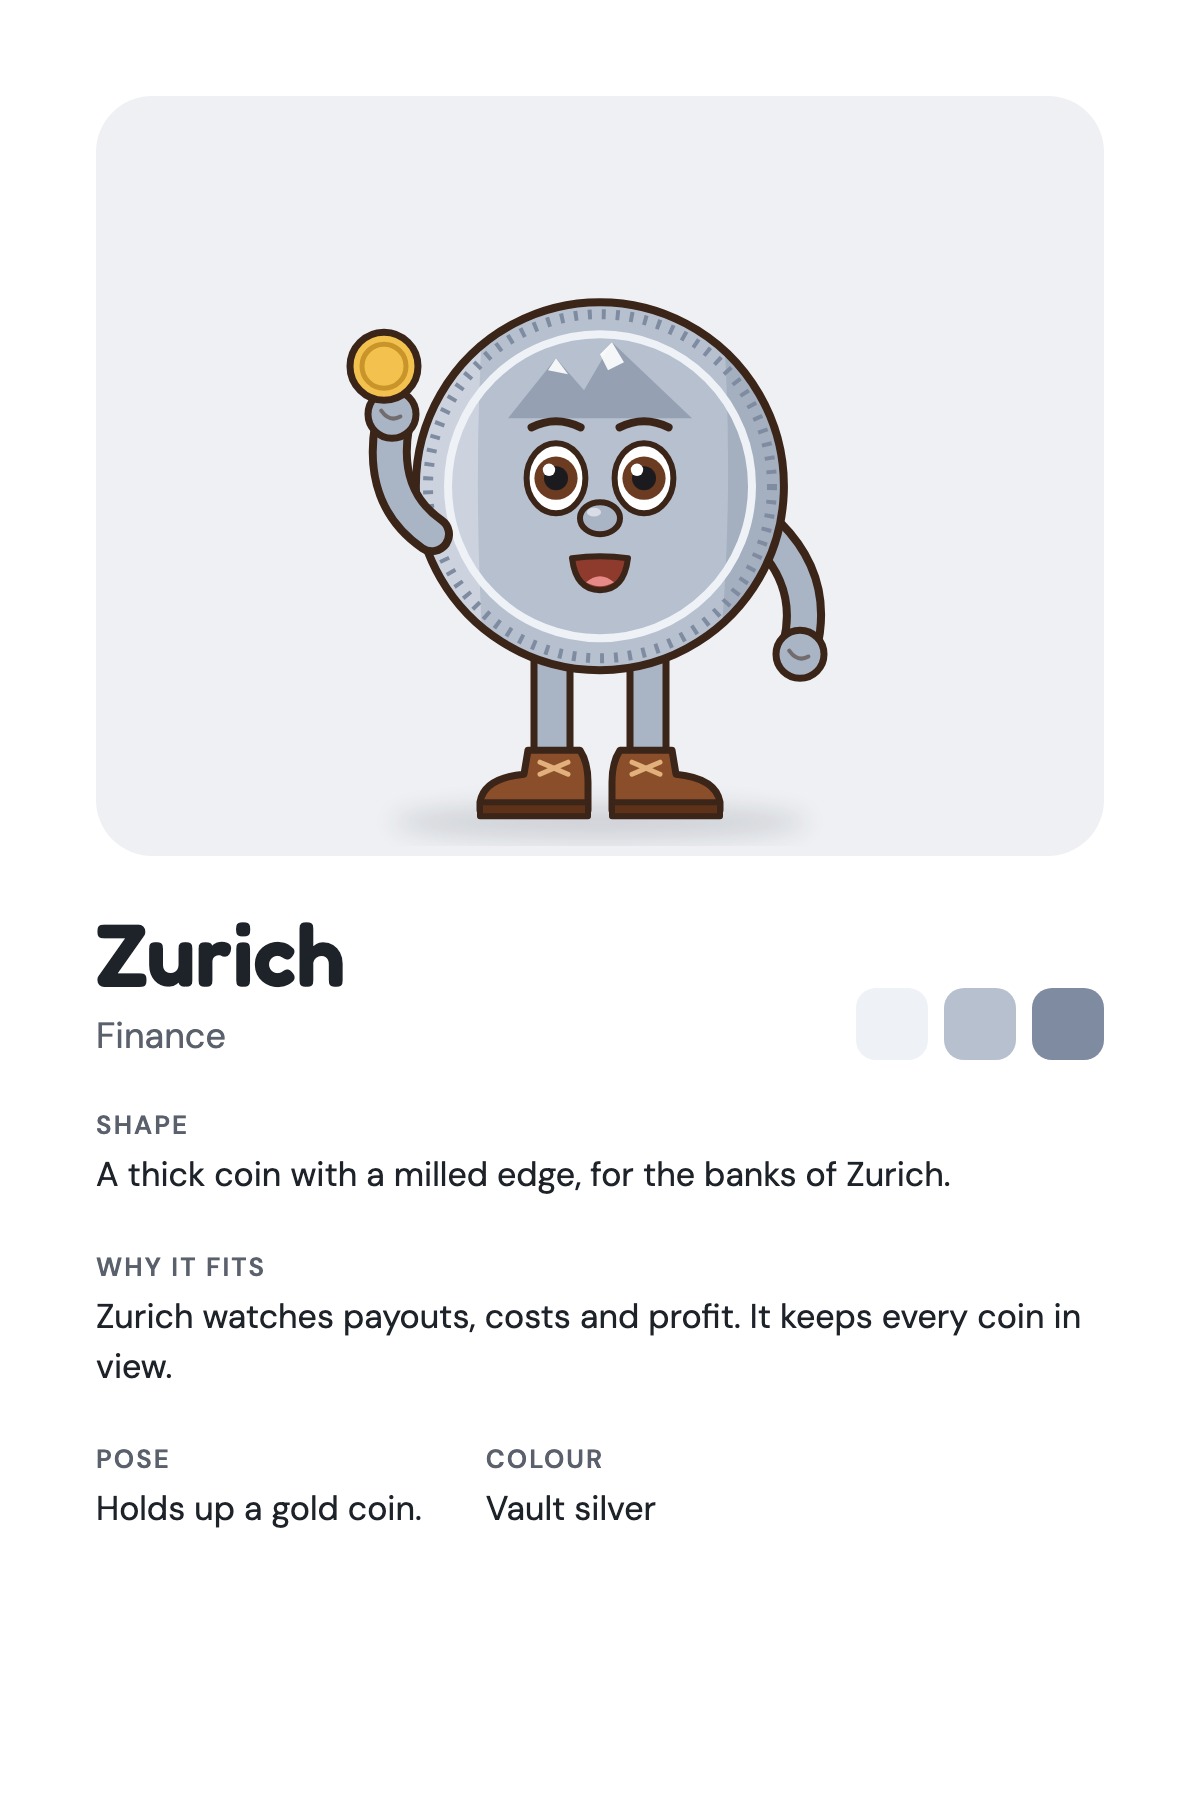 Zurich
Finance
SHAPE
A thick coin with a milled edge, for the banks of Zurich.
WHY IT FITS
Zurich watches payouts, costs and profit. It keeps every coin in
view.
POSE
Holds up a gold coin.
COLOUR
Vault silver